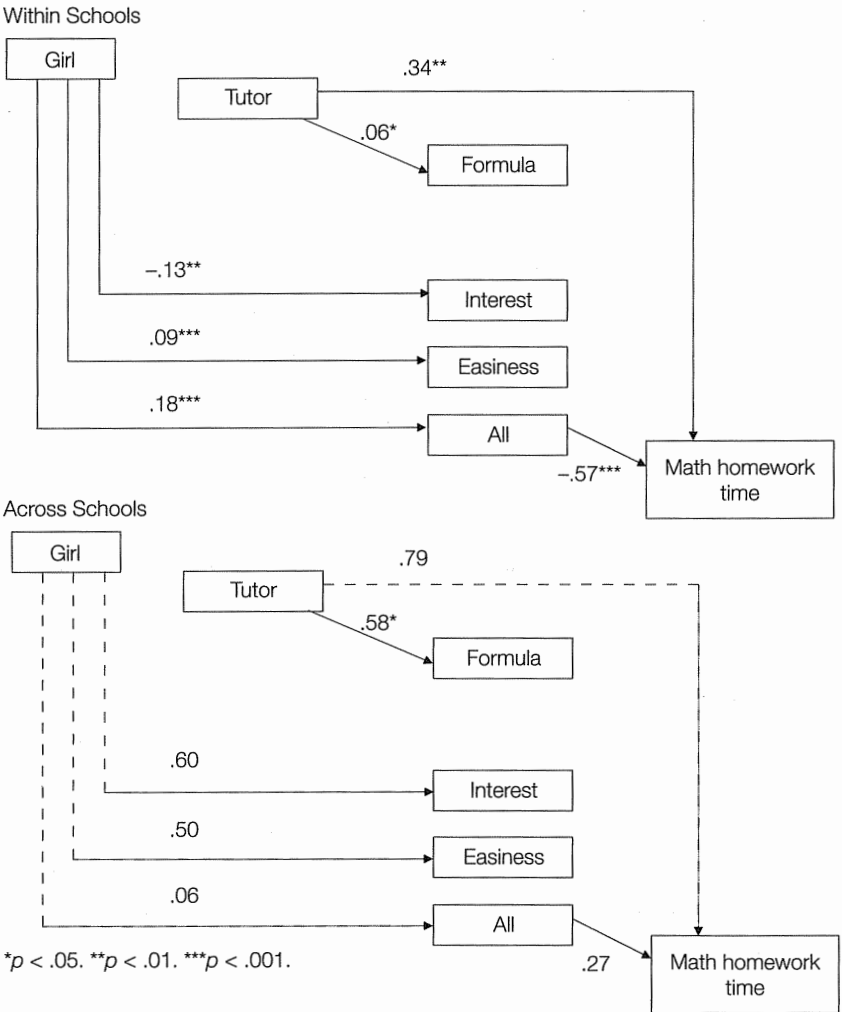 Within Schools
Girl
.34**
Tutor
.06*
Formula
–.13**
Interest
.09***
Easiness
.18***
All
–.57***
Math homework
time
Across Schools
Girl
.79
Tutor
.58*
Formula
.60
Interest
.50
Easiness
.06
All
.27
Math homework
time
*p < .05. **p < .01. ***p < .001.